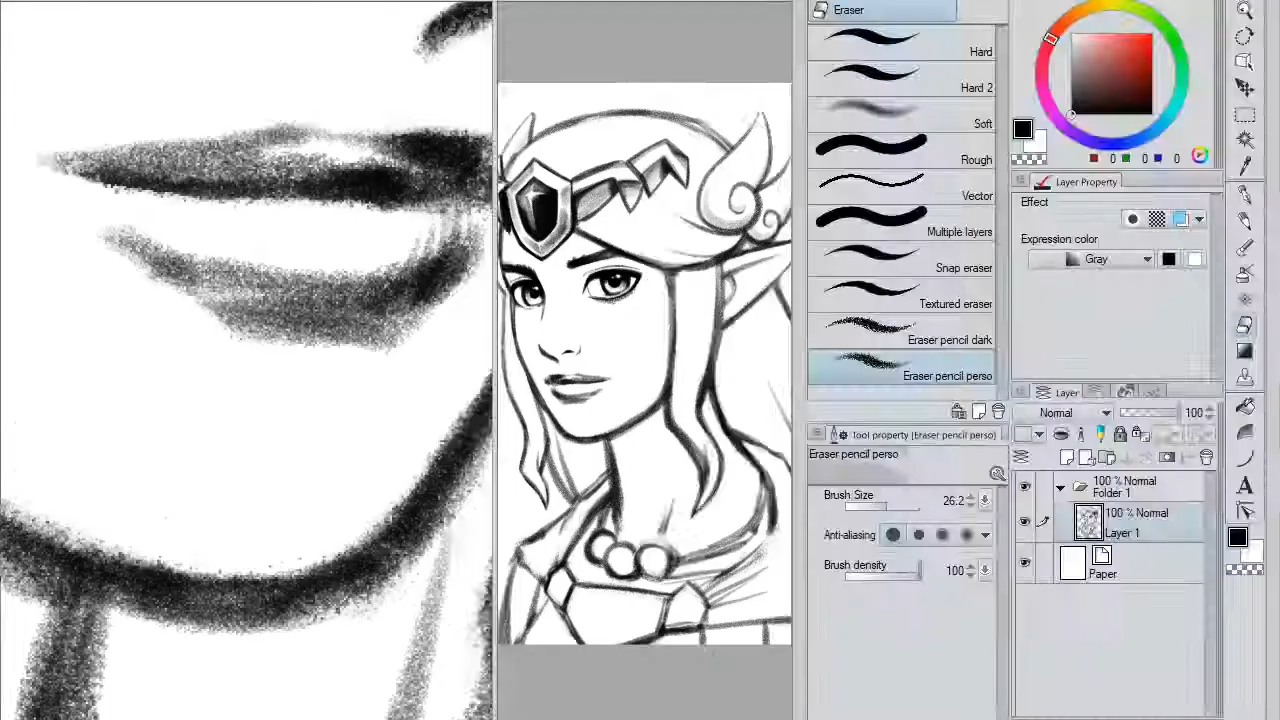 Eraser
Hard
Hard 2
Soft
Rough
Vector
Multiple layers
Snap eraser
Textured eraser
Eraser pencil dark
Eraser pencil perso
Tool property (Eraser pencil perso)
Eraser pencil perso
Brush Size
26.2
Anti-aliasing
Brush density
100
0
0
0
Layer Property
Effect
Expression color
Gray
Layer
Normal
100
100 % Normal
Folder 1
100 % Normal
Layer 1
Paper
A